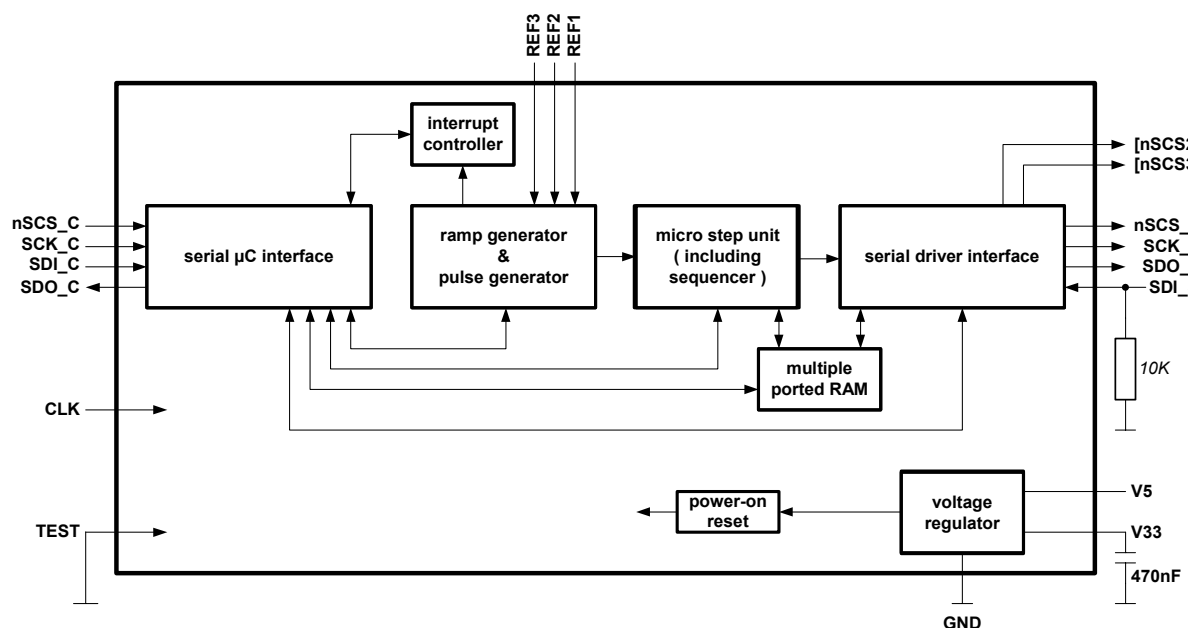 REF3
REF2
REF1
interrupt
controller
[nSCS2
[nSCS3
nSCS_C
SCK_C
SDI_C
SDO_C
serial µC interface
ramp generator
&
pulse generator
micro step unit
( including
sequencer )
serial driver interface
nSCS_
SCK_
SDO_
SDI_
multiple
ported RAM
10K
CLK
power-on
reset
voltage
regulator
V5
V33
TEST
470nF
GND